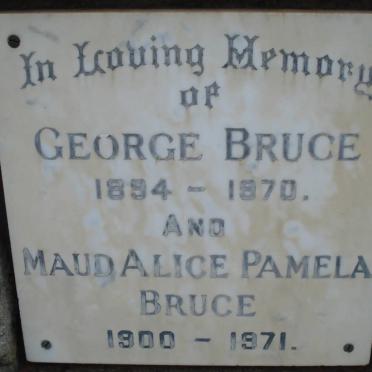 In Loving Memory
of
GEORGE BRUCE
1894 - 1970.
AND
MAUD ALICE PAMELA
BRUCE
1900 - 1971.